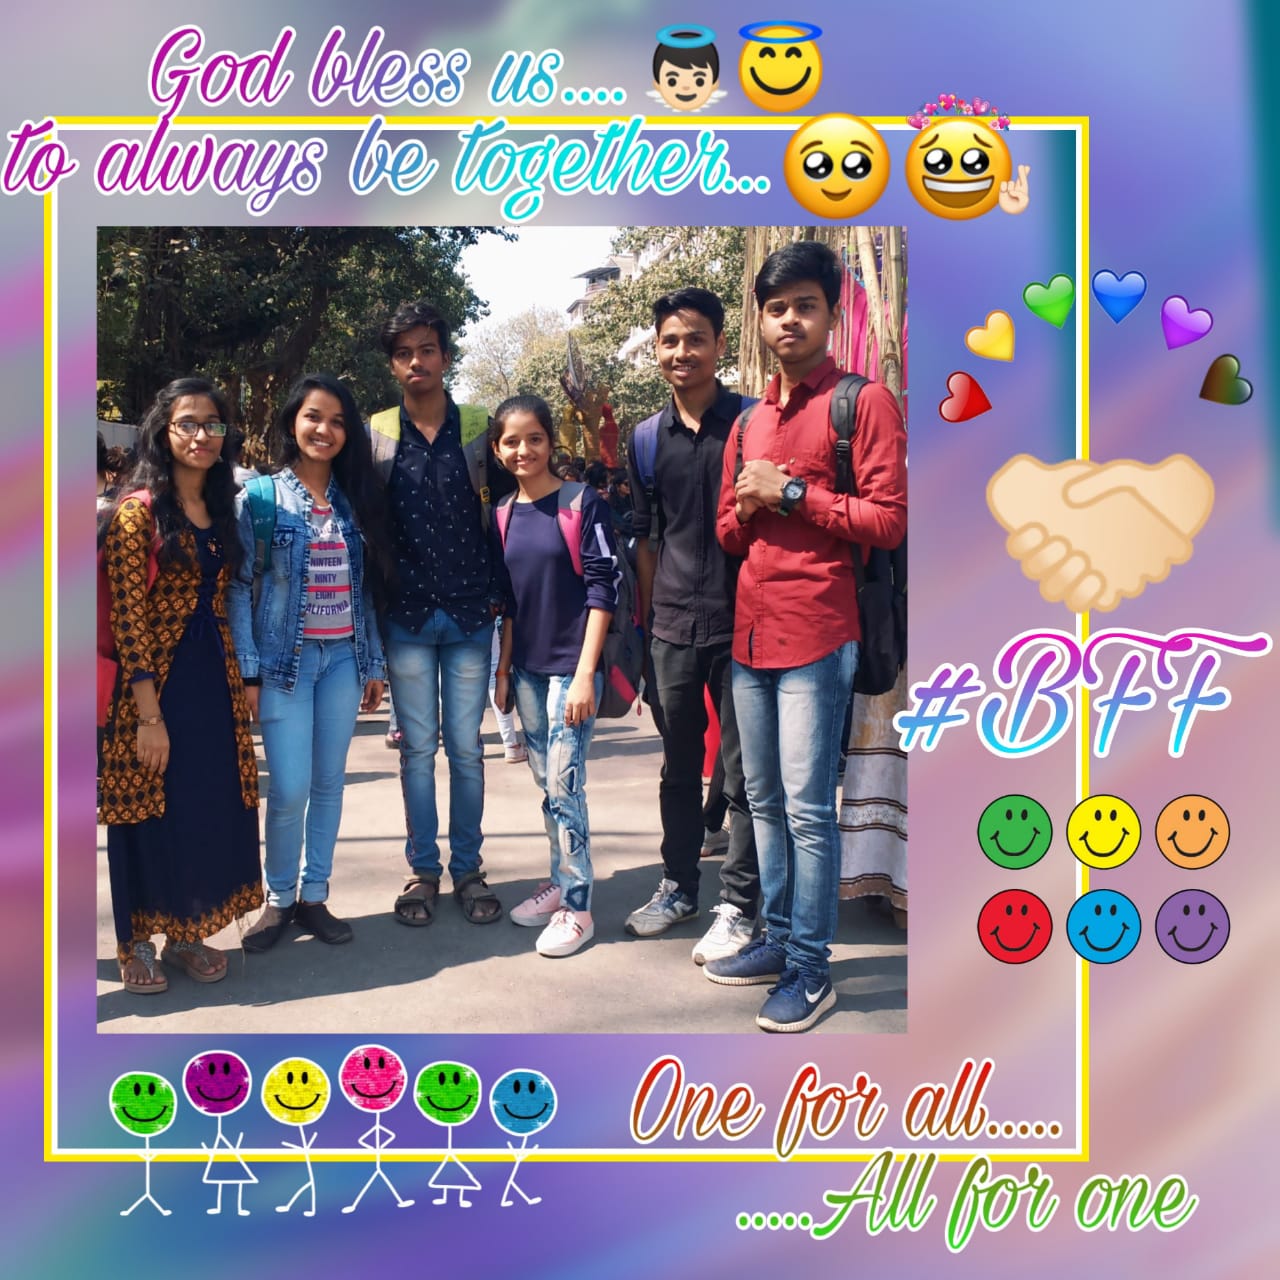 God bless us....
to always be together...
NINTEEN
NINTY
EIGHT
CALIFORNIA
#BFF
One for all.....
.....All for one